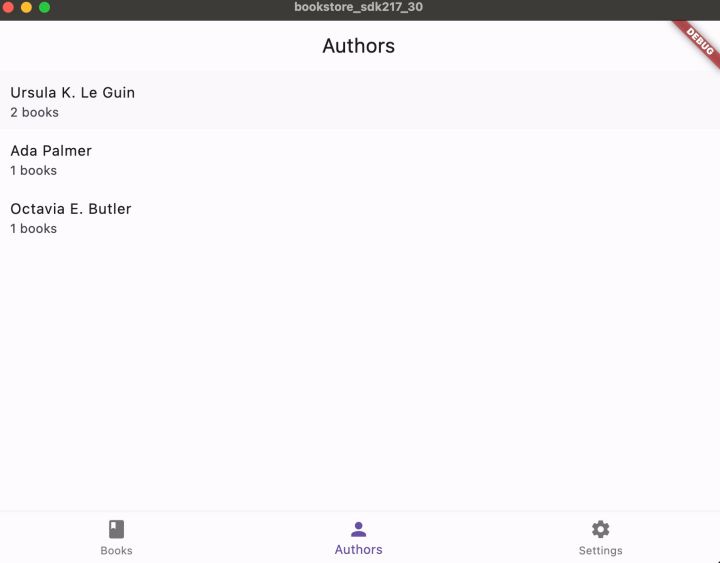 bookstore_sdk217_30
Authors
DEBUG
Ursula K. Le Guin
2 books
Ada Palmer
1 books
Octavia E. Butler
1 books
Books
Authors
Settings